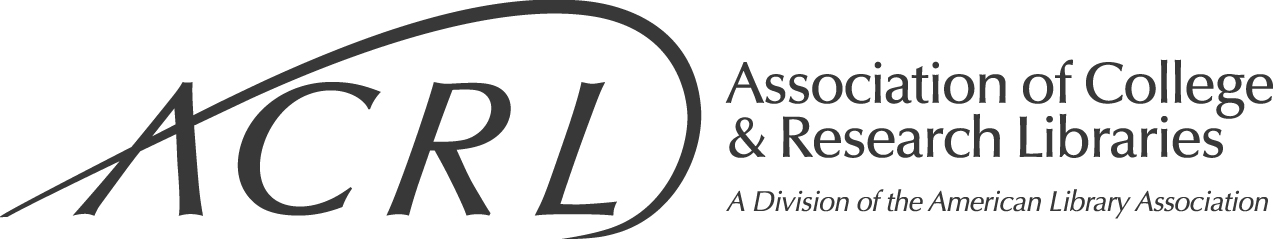 ACRL
Association of College
& Research Libraries
A Division of the American Library Association